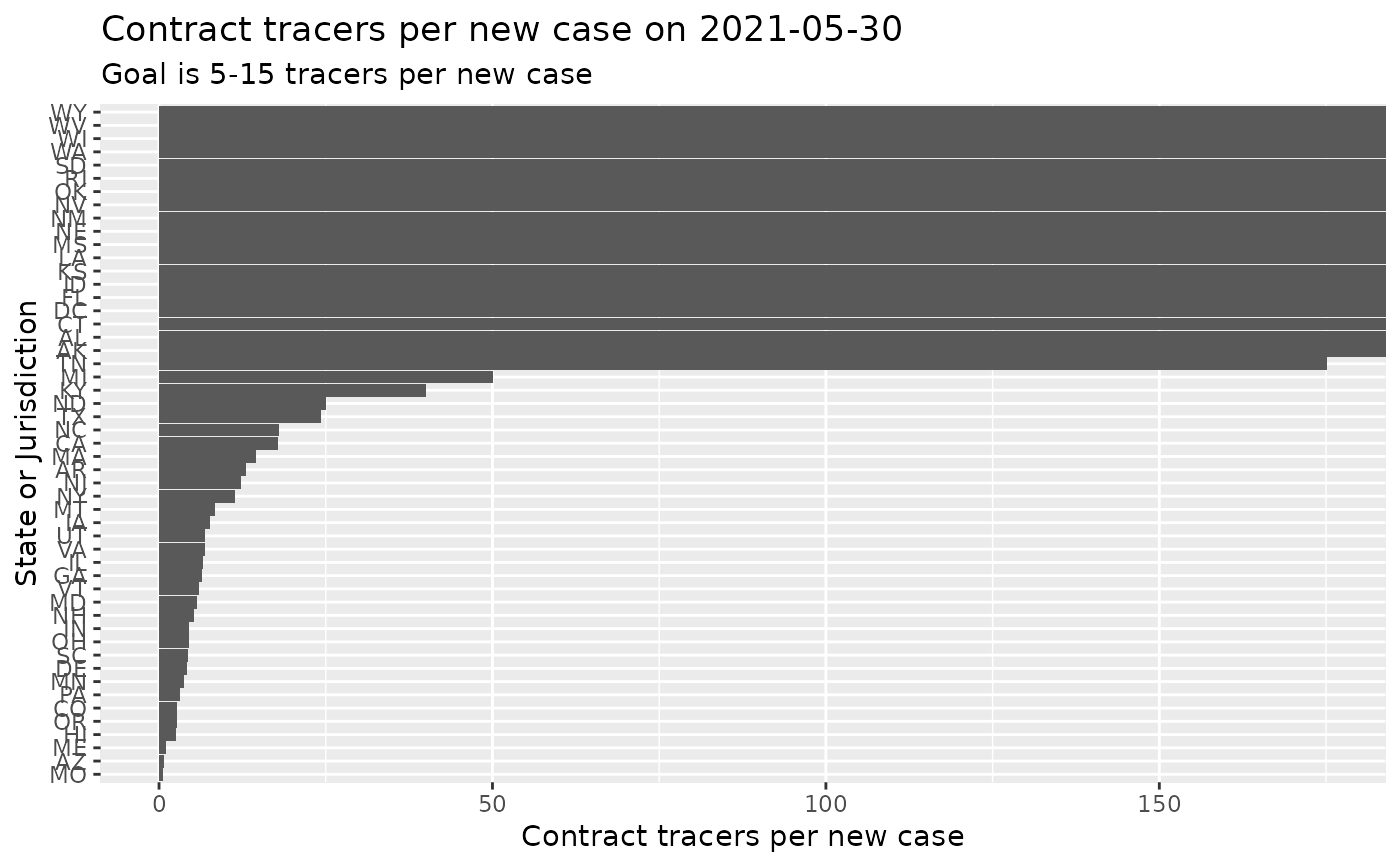 Contract tracers per new case on 2021-05-30
Goal is 5-15 tracers per new case
State or Jurisdiction
WY
WV
WI
WA
SD
RI
OK
NV
NM
NE
MS
LA
KS
ID
FL
DC
CT
AL
AK
TN
MI
KY
ND
TX
NC
CA
MA
AR
NJ
NY
MT
IA
UT
VA
IL
GA
VT
MD
NH
IN
OH
SC
DE
MN
PA
CO
OR
HI
ME
AZ
MO
0 50 100 150
Contract tracers per new case